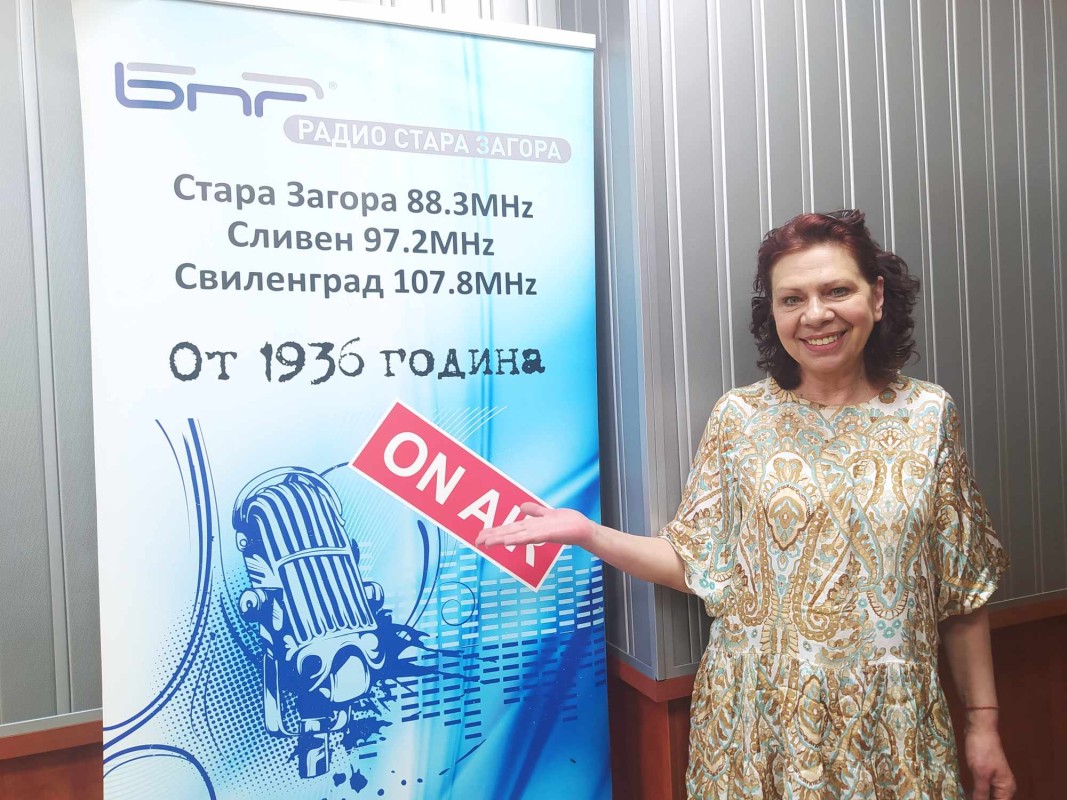 БНР®
РАДИО СТАРА ЗАГОРА
Стара Загора 88.3MHz
Сливен 97.2MHz
Свиленград 107.8MHz
От 1936 година
ON AIR